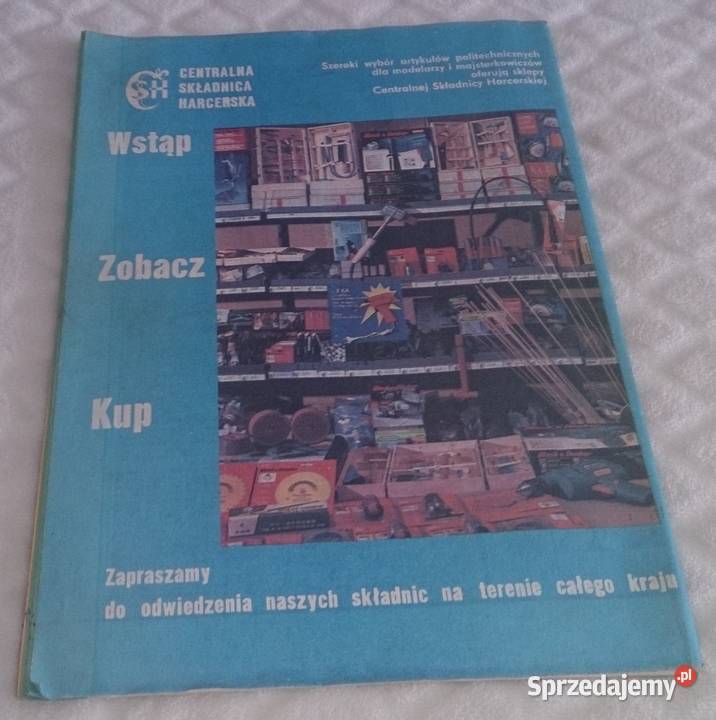 CSH
CENTRALNA
SKŁADNICA
HARCERSKA
Szeroki wybór artykułów politechnicznych
dla modelarzy i majsterkowiczów
oferują sklepy
Centralnej Składnicy Harcerskiej
Wstąp
Zobacz
Kup
Zapraszamy
do odwiedzenia naszych składnic na terenie całego kraju
Sprzedajemy.pl